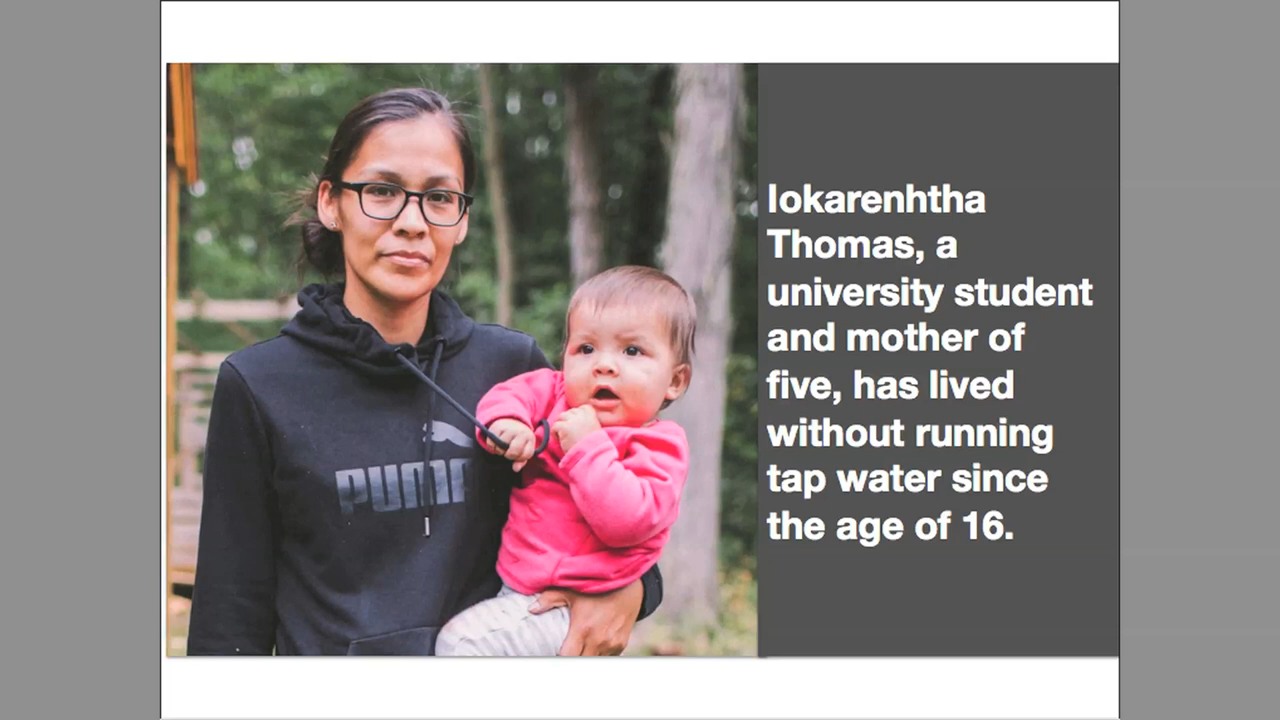 PUMA
Iokarenhtha
Thomas, a
university student
and mother of
five, has lived
without running
tap water since
the age of 16.